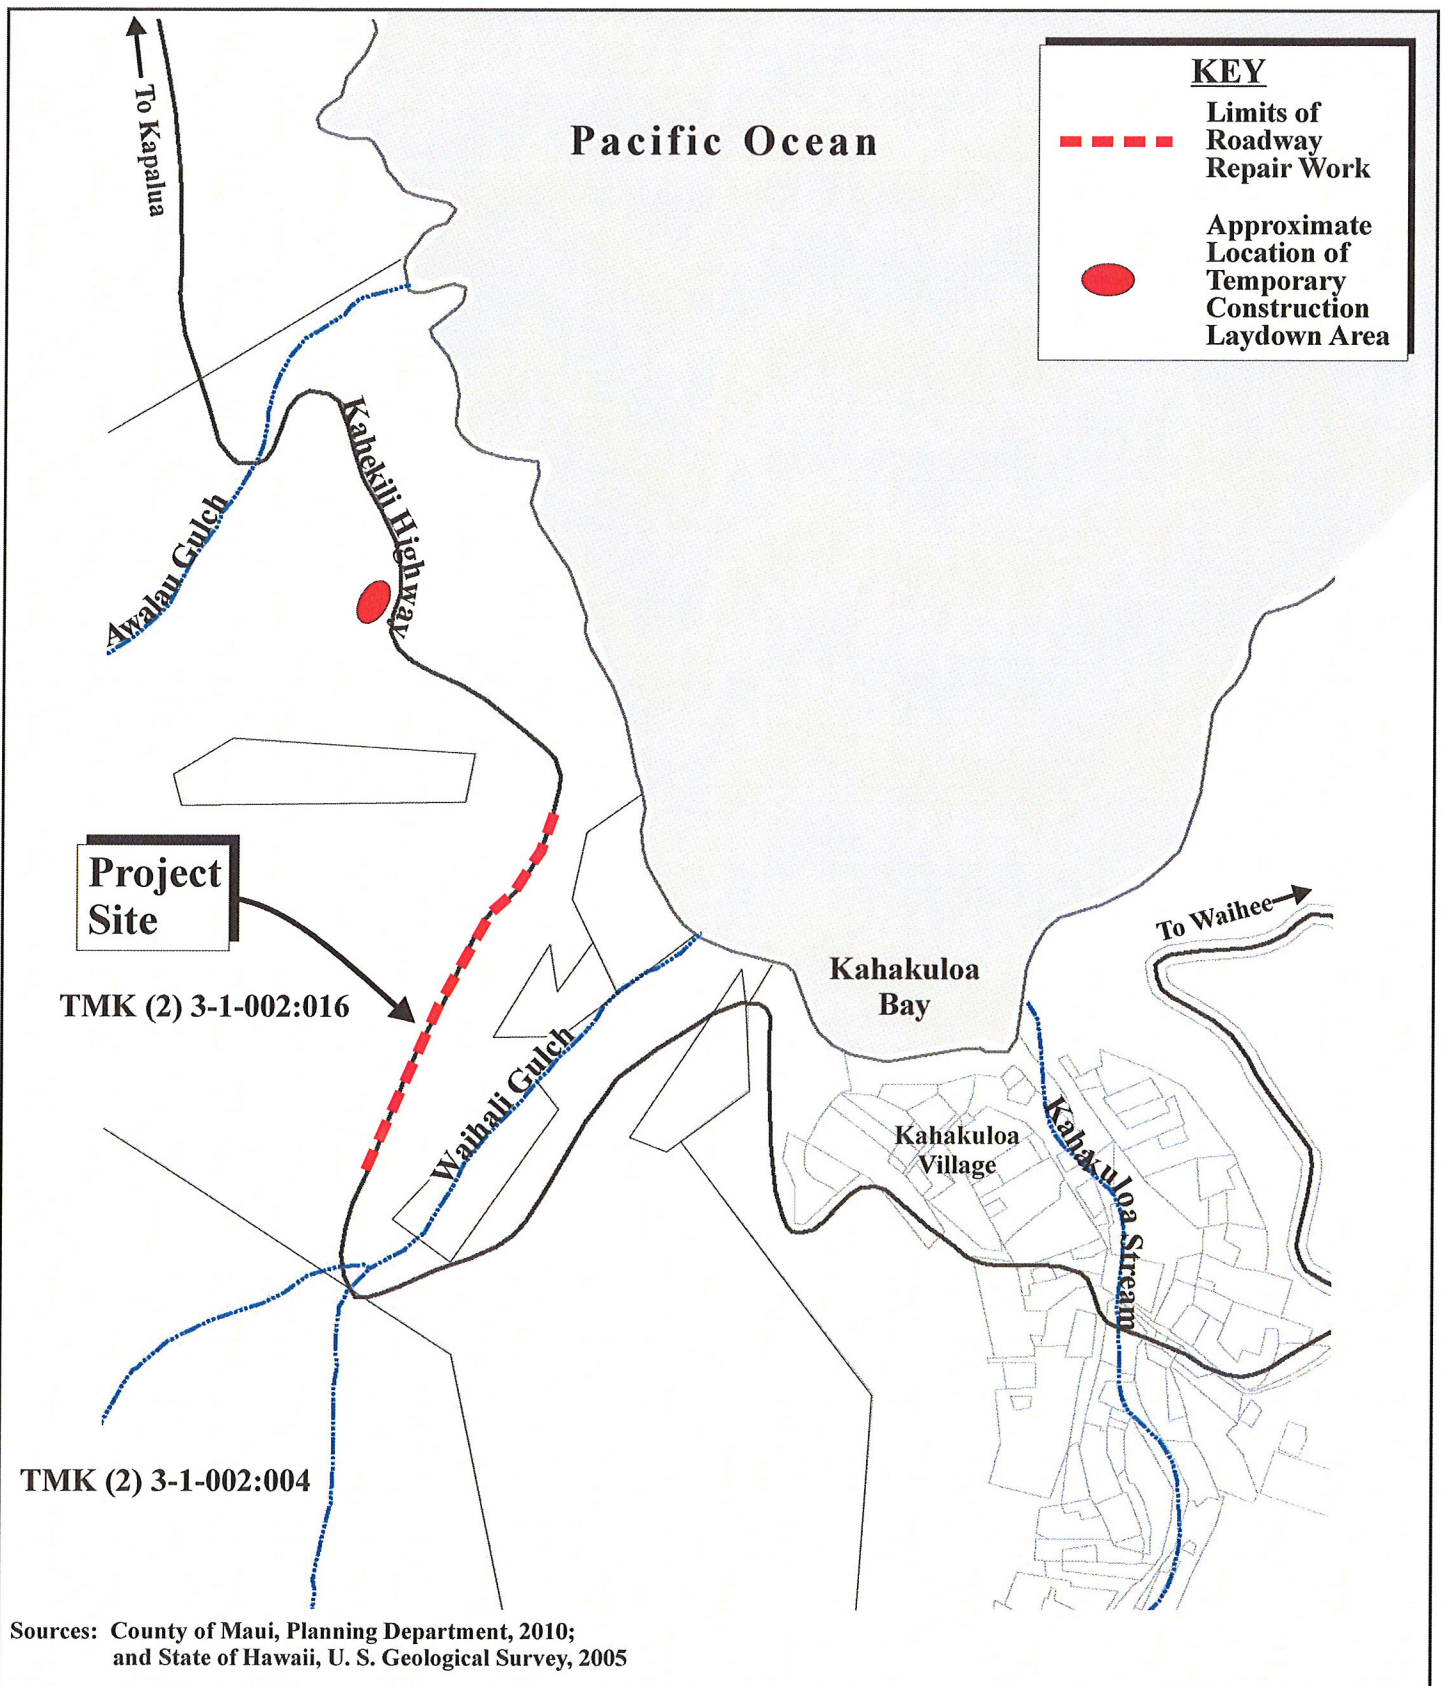 To Kapalua
Pacific Ocean
KEY
Limits of
Roadway
Repair Work
Approximate
Location of
Temporary
Construction
Laydown Area
Kahekili Highway
Awalau Gulch
Project
Site
TMK (2) 3-1-002:016
To Waihee
Kahakuloa
Bay
Waihali Gulch
Kahakuloa
Village
Kahakuloa Stream
TMK (2) 3-1-002:004
Sources: County of Maui, Planning Department, 2010;
and State of Hawaii, U. S. Geological Survey, 2005